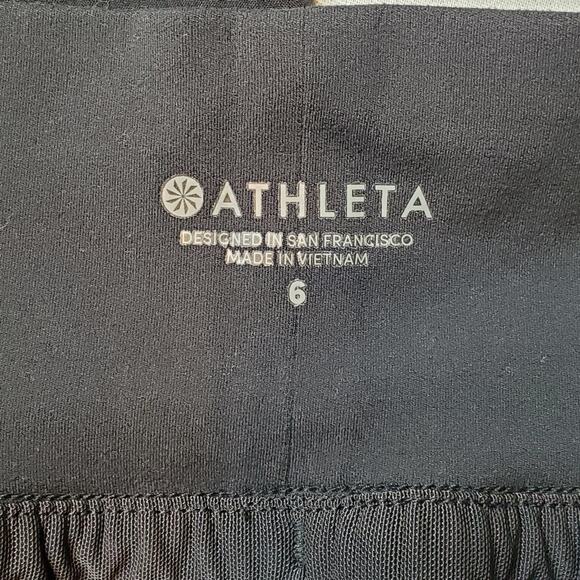 ATHLETA
DESIGNED IN SAN FRANCISCO
MADE IN VIETNAM
6